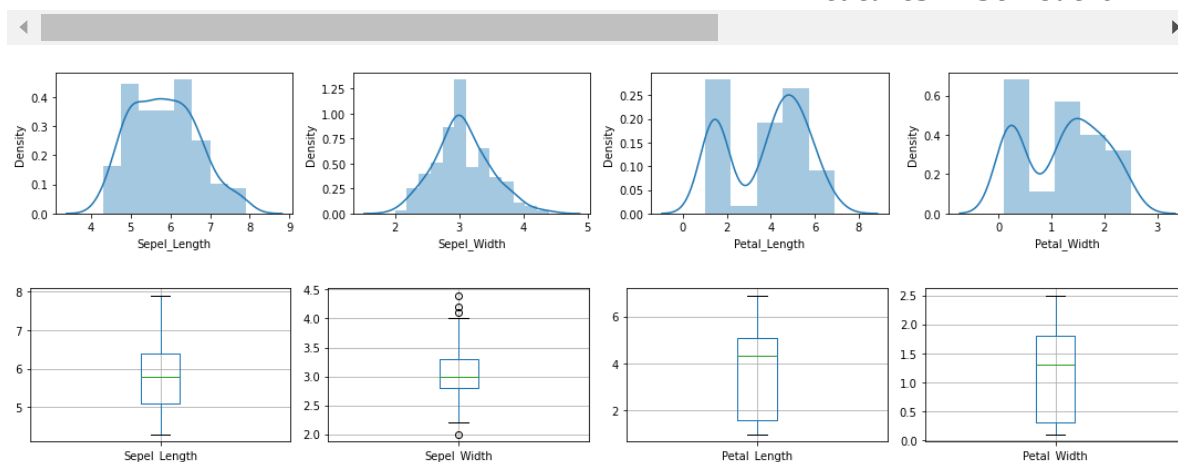 0.4
0.3
0.2
0.1
0.0
Density
4 5 6 7 8 9
Sepel_Length
1.25
1.00
0.75
0.50
0.25
0.00
Density
2 3 4 5
Sepel_Width
0.25
0.20
0.15
0.10
0.05
0.00
Density
0 2 4 6 8
Petal_Length
0.6
0.4
0.2
0.0
Density
0 1 2 3
Petal_Width
8
7
6
5
Sepel_Length
4.5
4.0
3.5
3.0
2.5
2.0
Sepel_Width
6
4
2
Petal_Length
2.5
2.0
1.5
1.0
0.5
0.0
Petal_Width